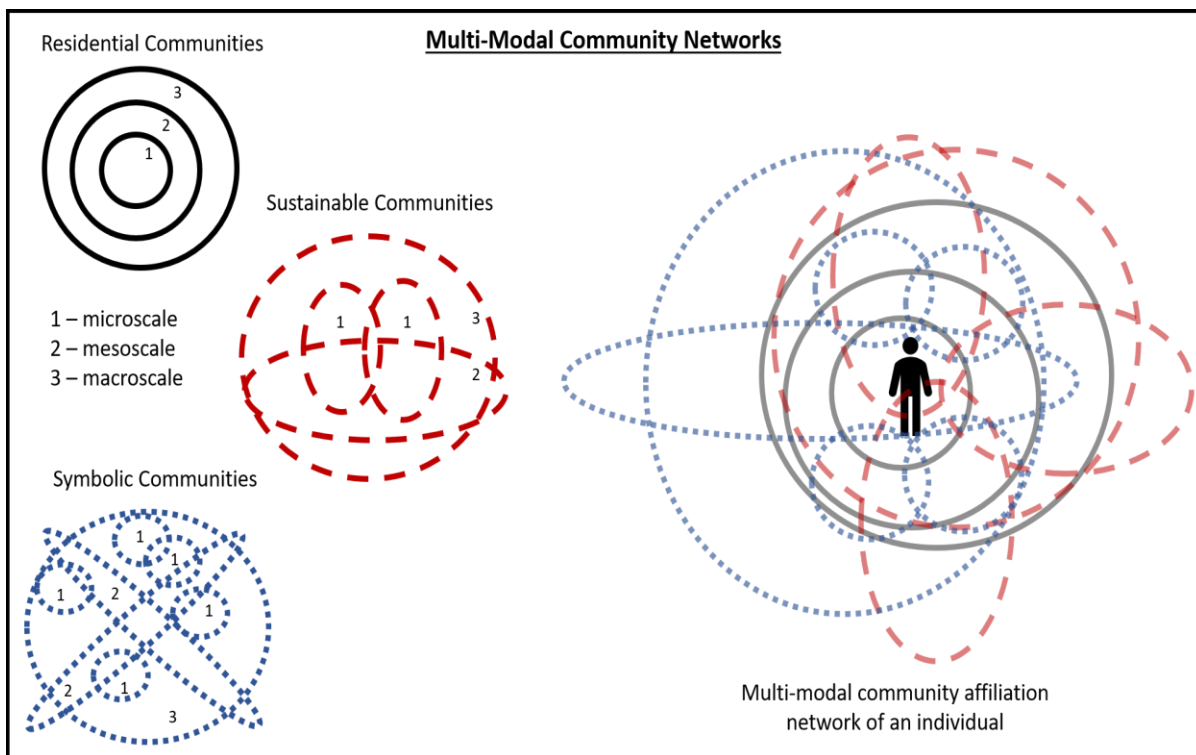 Multi-Modal Community Networks
Residential Communities
3
2
1
Sustainable Communities
1
1
3
2
1 – microscale
2 – mesoscale
3 – macroscale
Symbolic Communities
1
1
1
2
1
1
2
3
Multi-modal community affiliation
network of an individual